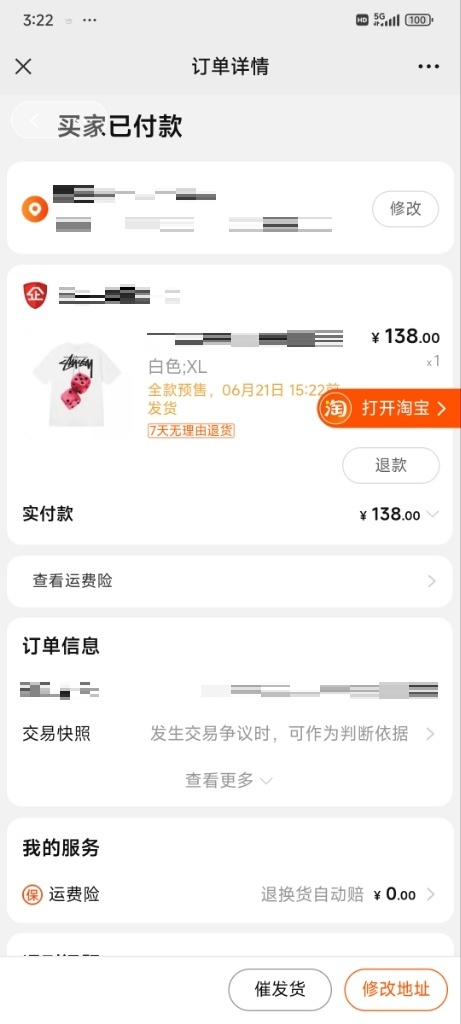 3:22
HD 5G 100
订单详情
买家已付款
修改
企
¥ 138.00
白色;XL
x1
全款预售，06月21日 15:22前
发货
淘 打开淘宝
7天无理由退货
退款
实付款
¥ 138.00
查看运费险
订单信息
交易快照
发生交易争议时，可作为判断依据
查看更多
我的服务
保 运费险
退换货自动赔 ¥ 0.00
催发货
修改地址